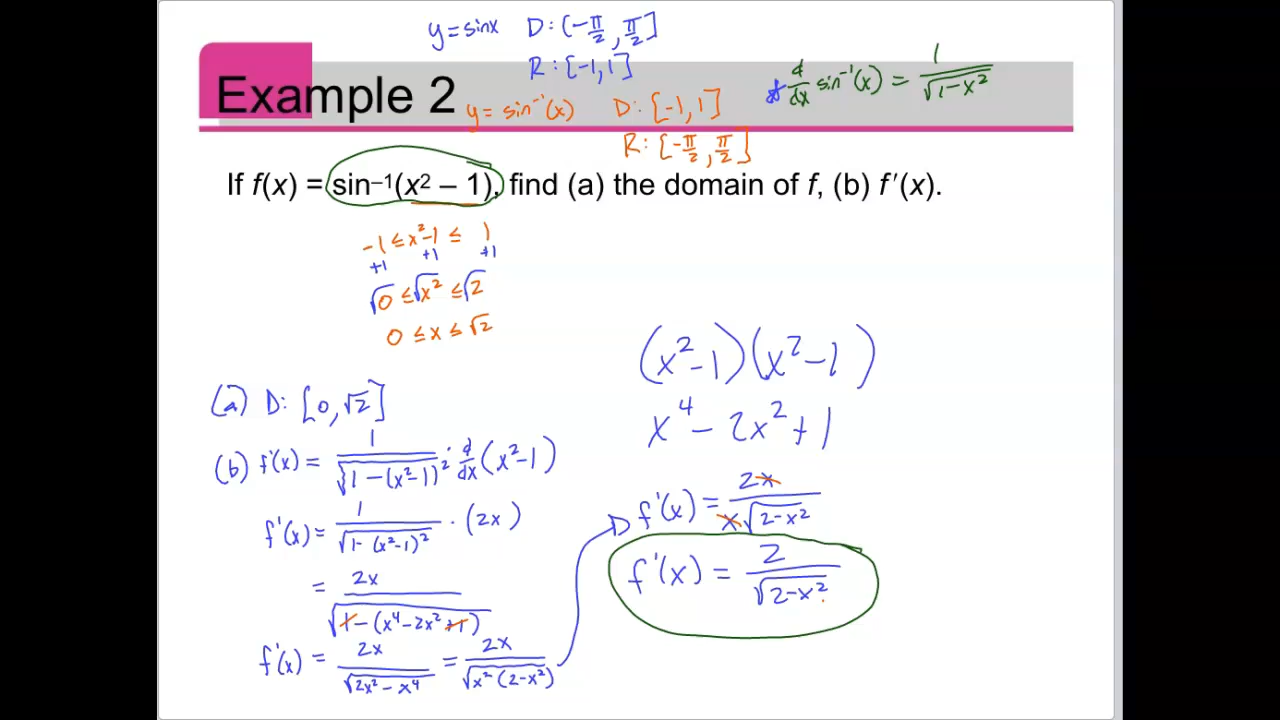 y = sinx D: [-π/2, π/2]
R: [-1, 1]
* d/dx sin⁻¹(x) = 1/√(1-x²)
Example 2
y = sin⁻¹(x) D: [-1, 1]
R: [-π/2, π/2]
If f(x) = sin–1(x2 – 1), find (a) the domain of f, (b) f ′(x).
-1 ≤ x²-1 ≤ 1
+1 +1 +1
√0 ≤ √x² ≤ √2
0 ≤ x ≤ √2
(a) D: [0, √2]
(b) f'(x) = 1/√(1-(x²-1)²) · d/dx (x²-1)
f'(x) = 1/√(1-(x²-1)²) · (2x)
= 2x/√(1-(x⁴-2x²+1))
f'(x) = 2x/√(2x²-x⁴) = 2x/√(x²(2-x²))
(x²-1)(x²-1)
x⁴ - 2x² + 1
f'(x) = 2x/x√(2-x²)
f'(x) = 2/√(2-x²)